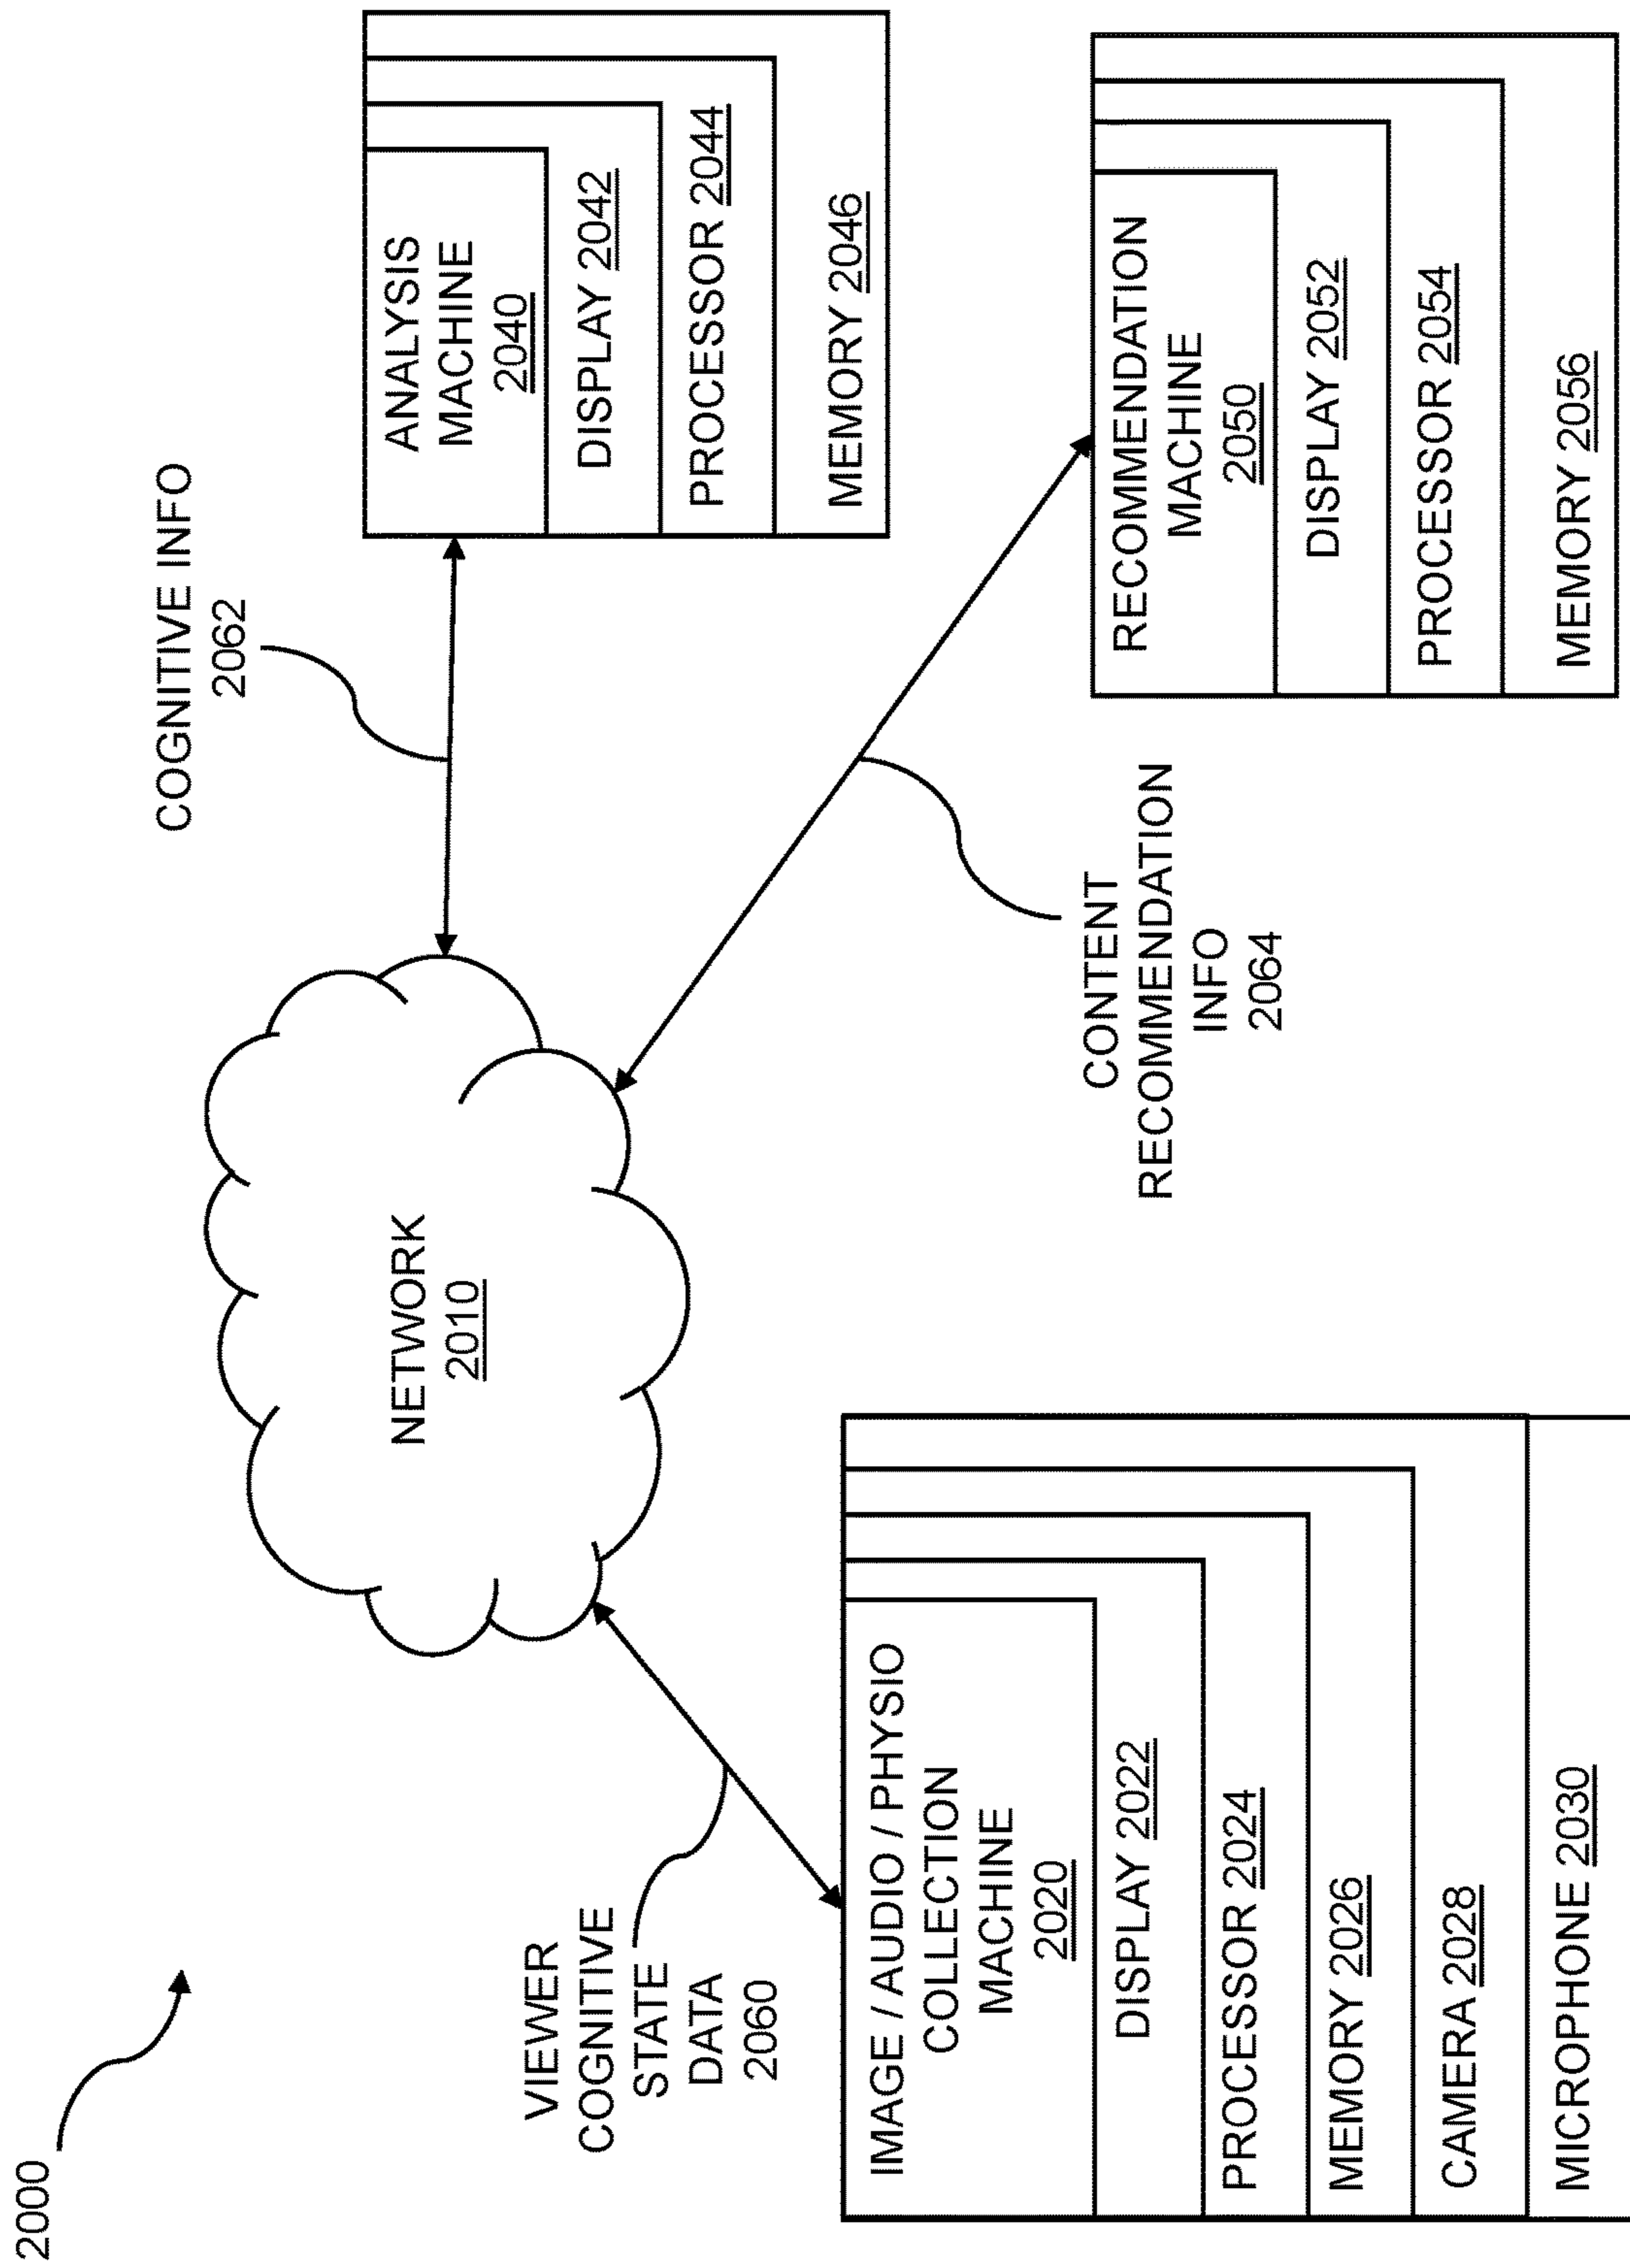 2000
NETWORK
2010
COGNITIVE INFO
2062
ANALYSIS
MACHINE
2040
DISPLAY 2042
PROCESSOR 2044
MEMORY 2046
VIEWER
COGNITIVE
STATE
DATA
2060
IMAGE / AUDIO / PHYSIO
COLLECTION
MACHINE
2020
DISPLAY 2022
PROCESSOR 2024
MEMORY 2026
CAMERA 2028
MICROPHONE 2030
CONTENT
RECOMMENDATION
INFO
2064
RECOMMENDATION
MACHINE
2050
DISPLAY 2052
PROCESSOR 2054
MEMORY 2056